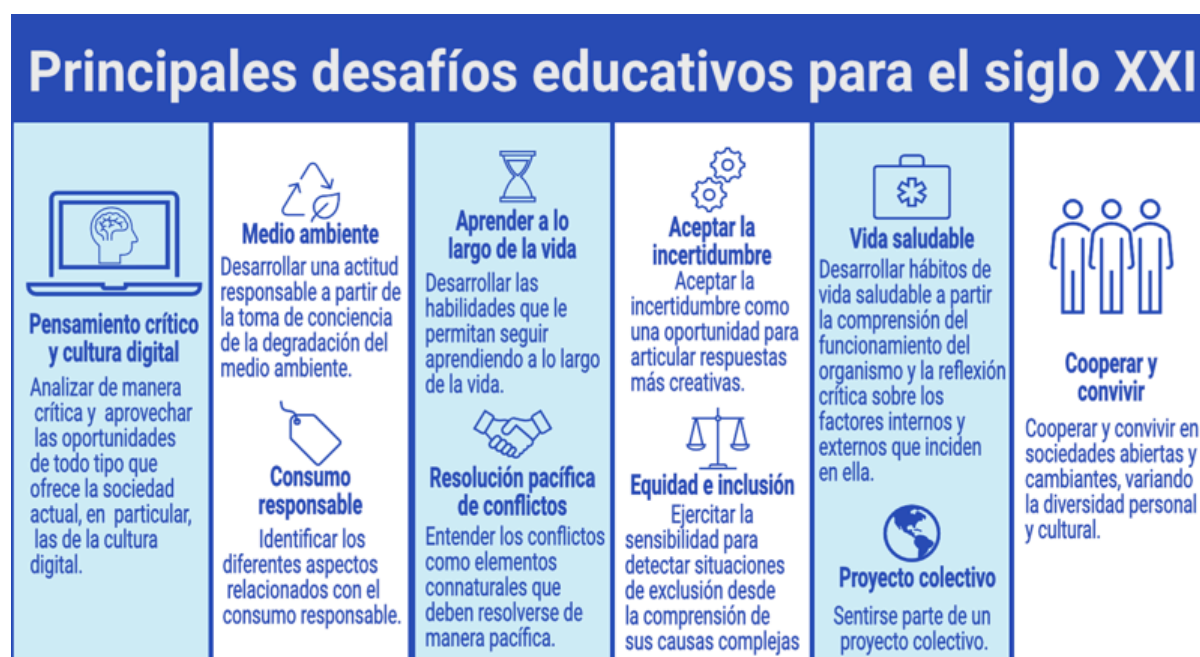 Principales desafíos educativos para el siglo XXI
Pensamiento crítico
y cultura digital
Analizar de manera
crítica y aprovechar
las oportunidades
de todo tipo que
ofrece la sociedad
actual, en particular,
las de la cultura
digital.
Medio ambiente
Desarrollar una actitud
responsable a partir de
la toma de conciencia
de la degradación del
medio ambiente.
Consumo
responsable
Identificar los
diferentes aspectos
relacionados con el
consumo responsable.
Aprender a lo
largo de la vida
Desarrollar las
habilidades que le
permitan seguir
aprendiendo a lo largo
de la vida.
Resolución pacífica
de conflictos
Entender los conflictos
como elementos
connaturales que
deben resolverse de
manera pacífica.
Aceptar la
incertidumbre
Aceptar la
incertidumbre como
una oportunidad para
articular respuestas
más creativas.
Equidad e inclusión
Ejercitar la
sensibilidad para
detectar situaciones
de exclusión desde
la comprensión de
sus causas complejas
Vida saludable
Desarrollar hábitos de
vida saludable a partir
la comprensión del
funcionamiento del
organismo y la reflexión
crítica sobre los
factores internos y
externos que inciden
en ella.
Proyecto colectivo
Sentirse parte de un
proyecto colectivo.
Cooperar y
convivir
Cooperar y convivir en
sociedades abiertas y
cambiantes, variando
la diversidad personal
y cultural.